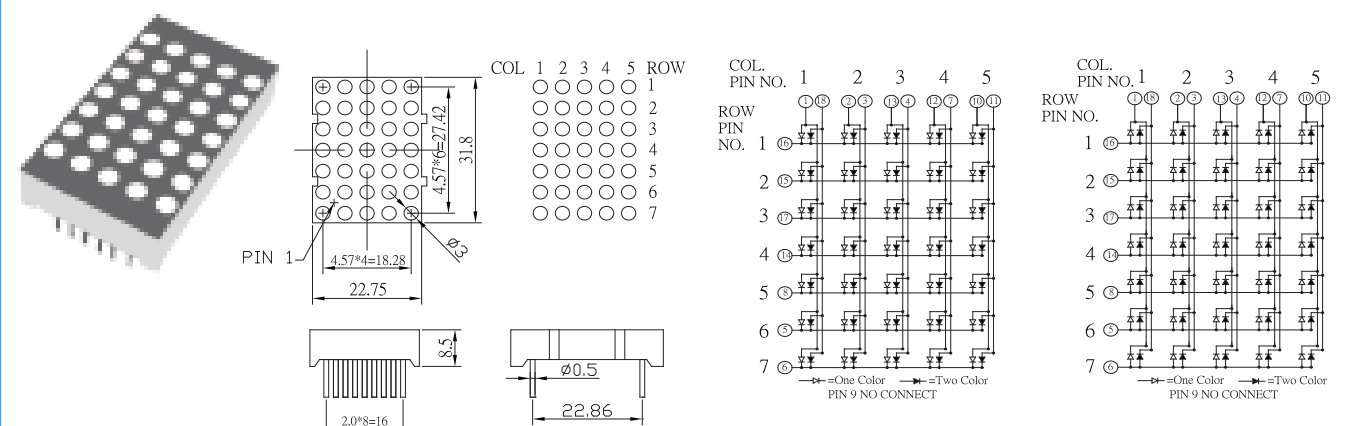 COL 1 2 3 4 5 ROW
1
2
3
4
5
6
7
4.57*6=27.42
31.8
Ø3
PIN 1
4.57*4=18.28
22.75
8.5
2.0*8=16
Ø0.5
22.86
COL.
PIN NO. 1 2 3 4 5
1 18 2 3 13 4 12 7 10 11
ROW
PIN
NO.
1 16
2 15
3 17
4 14
5 8
6 5
7 6
=One Color =Two Color
PIN 9 NO CONNECT
COL.
PIN NO. 1 2 3 4 5
1 18 2 3 13 4 12 7 10 11
ROW
PIN NO.
1 16
2 15
3 17
4 14
5 8
6 5
7 6
=One Color =Two Color
PIN 9 NO CONNECT